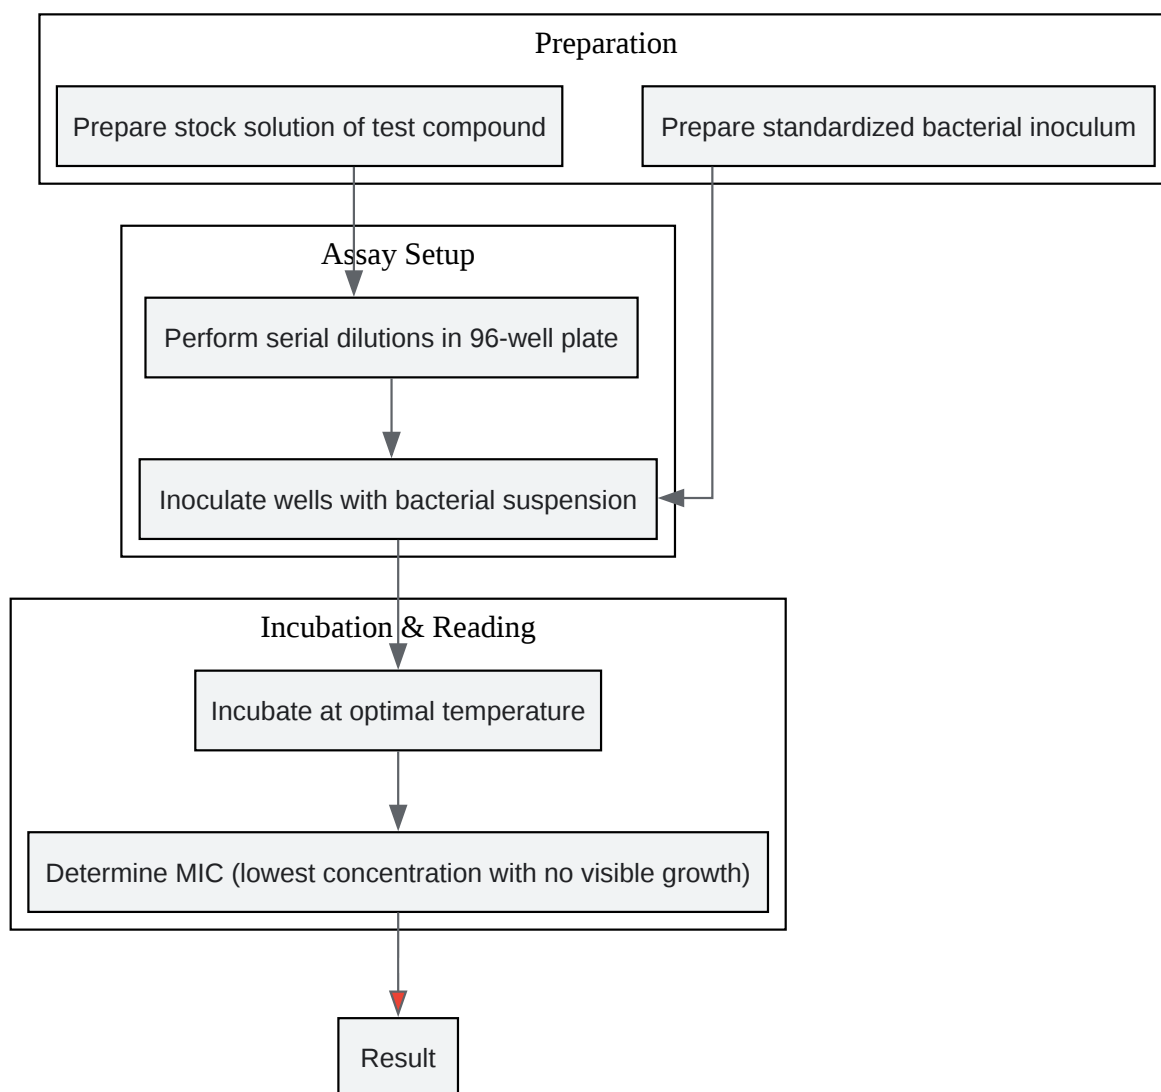 Preparation
Prepare stock solution of test compound
Prepare standardized bacterial inoculum
Assay Setup
Perform serial dilutions in 96-well plate
Inoculate wells with bacterial suspension
Incubation & Reading
Incubate at optimal temperature
Determine MIC (lowest concentration with no visible growth)
Result